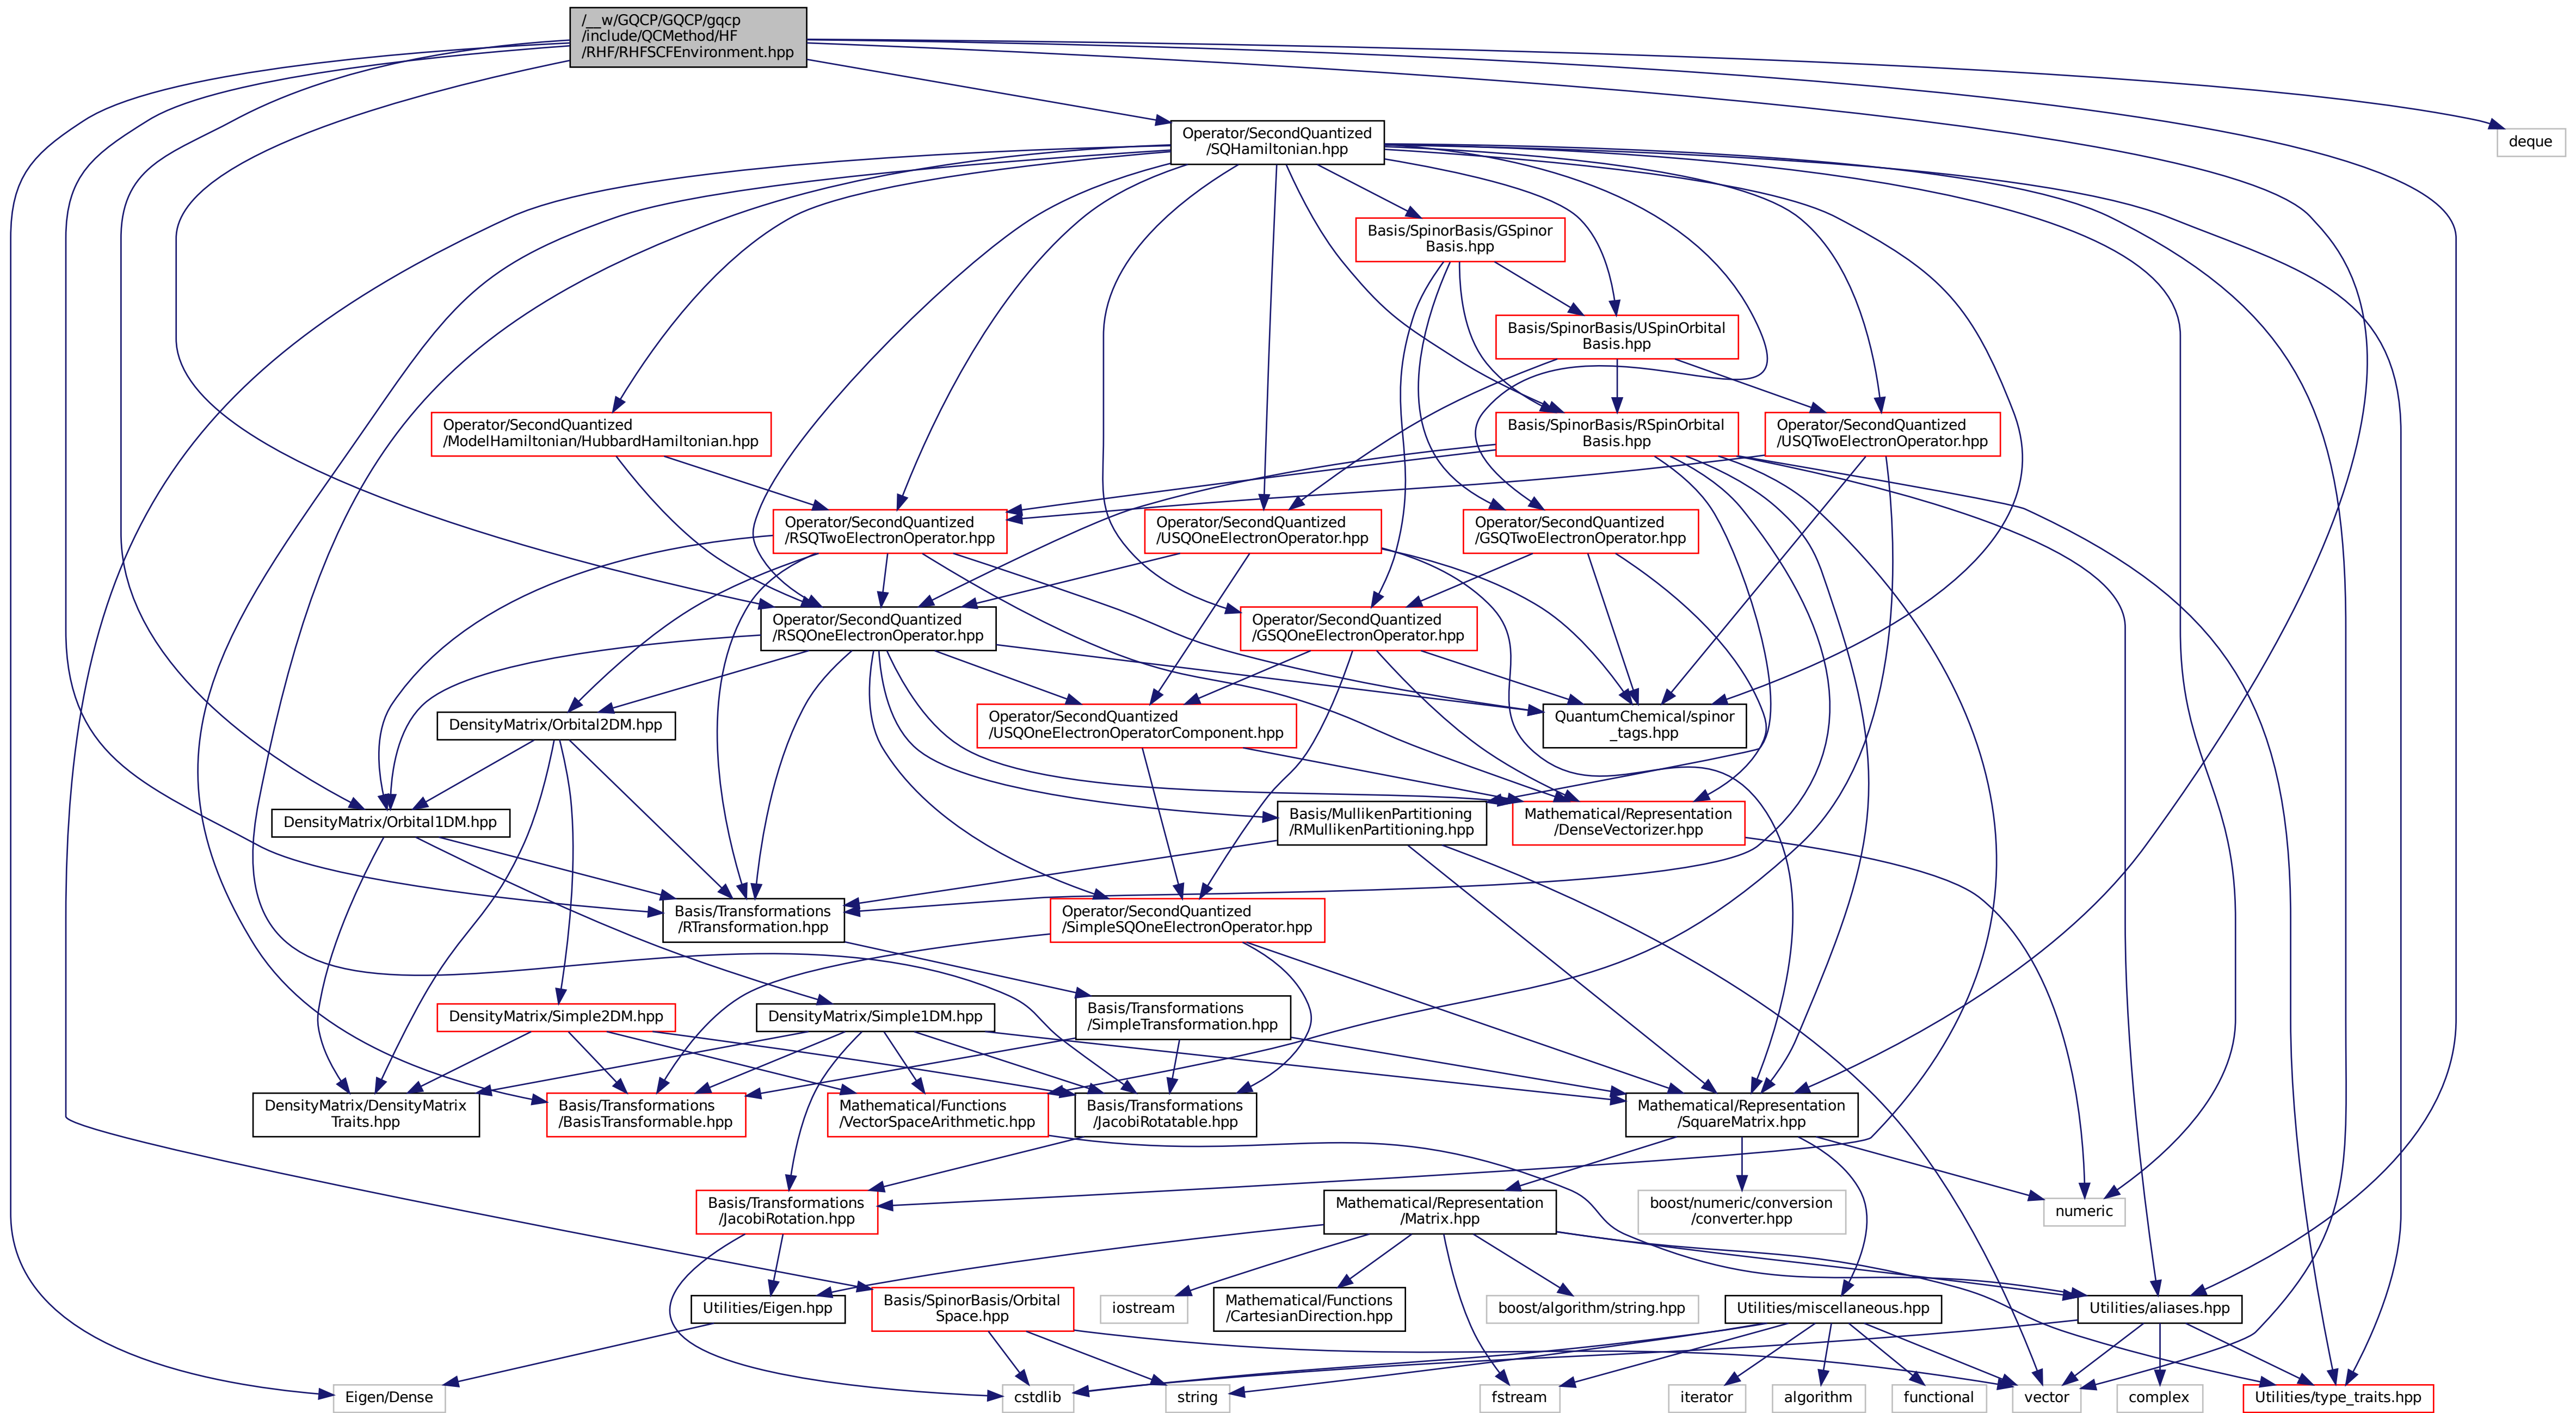 /__w/GQCP/GQCP/gqcp
/include/QCMethod/HF
/RHF/RHFSCFEnvironment.hpp
Operator/SecondQuantized
/SQHamiltonian.hpp
deque
Basis/SpinorBasis/GSpinor
Basis.hpp
Basis/SpinorBasis/USpinOrbital
Basis.hpp
Operator/SecondQuantized
/ModelHamiltonian/HubbardHamiltonian.hpp
Basis/SpinorBasis/RSpinOrbital
Basis.hpp
Operator/SecondQuantized
/USQTwoElectronOperator.hpp
Operator/SecondQuantized
/RSQTwoElectronOperator.hpp
Operator/SecondQuantized
/USQOneElectronOperator.hpp
Operator/SecondQuantized
/GSQTwoElectronOperator.hpp
Operator/SecondQuantized
/RSQOneElectronOperator.hpp
Operator/SecondQuantized
/GSQOneElectronOperator.hpp
DensityMatrix/Orbital2DM.hpp
Operator/SecondQuantized
/USQOneElectronOperatorComponent.hpp
QuantumChemical/spinor
_tags.hpp
DensityMatrix/Orbital1DM.hpp
Basis/MullikenPartitioning
/RMullikenPartitioning.hpp
Mathematical/Representation
/DenseVectorizer.hpp
Basis/Transformations
/RTransformation.hpp
Operator/SecondQuantized
/SimpleSQOneElectronOperator.hpp
DensityMatrix/Simple2DM.hpp
DensityMatrix/Simple1DM.hpp
Basis/Transformations
/SimpleTransformation.hpp
DensityMatrix/DensityMatrix
Traits.hpp
Basis/Transformations
/BasisTransformable.hpp
Mathematical/Functions
/VectorSpaceArithmetic.hpp
Basis/Transformations
/JacobiRotatable.hpp
Mathematical/Representation
/SquareMatrix.hpp
Basis/Transformations
/JacobiRotation.hpp
Mathematical/Representation
/Matrix.hpp
boost/numeric/conversion
/converter.hpp
numeric
Utilities/Eigen.hpp
Basis/SpinorBasis/Orbital
Space.hpp
iostream
Mathematical/Functions
/CartesianDirection.hpp
boost/algorithm/string.hpp
Utilities/miscellaneous.hpp
Utilities/aliases.hpp
Eigen/Dense
cstdlib
string
fstream
iterator
algorithm
functional
vector
complex
Utilities/type_traits.hpp